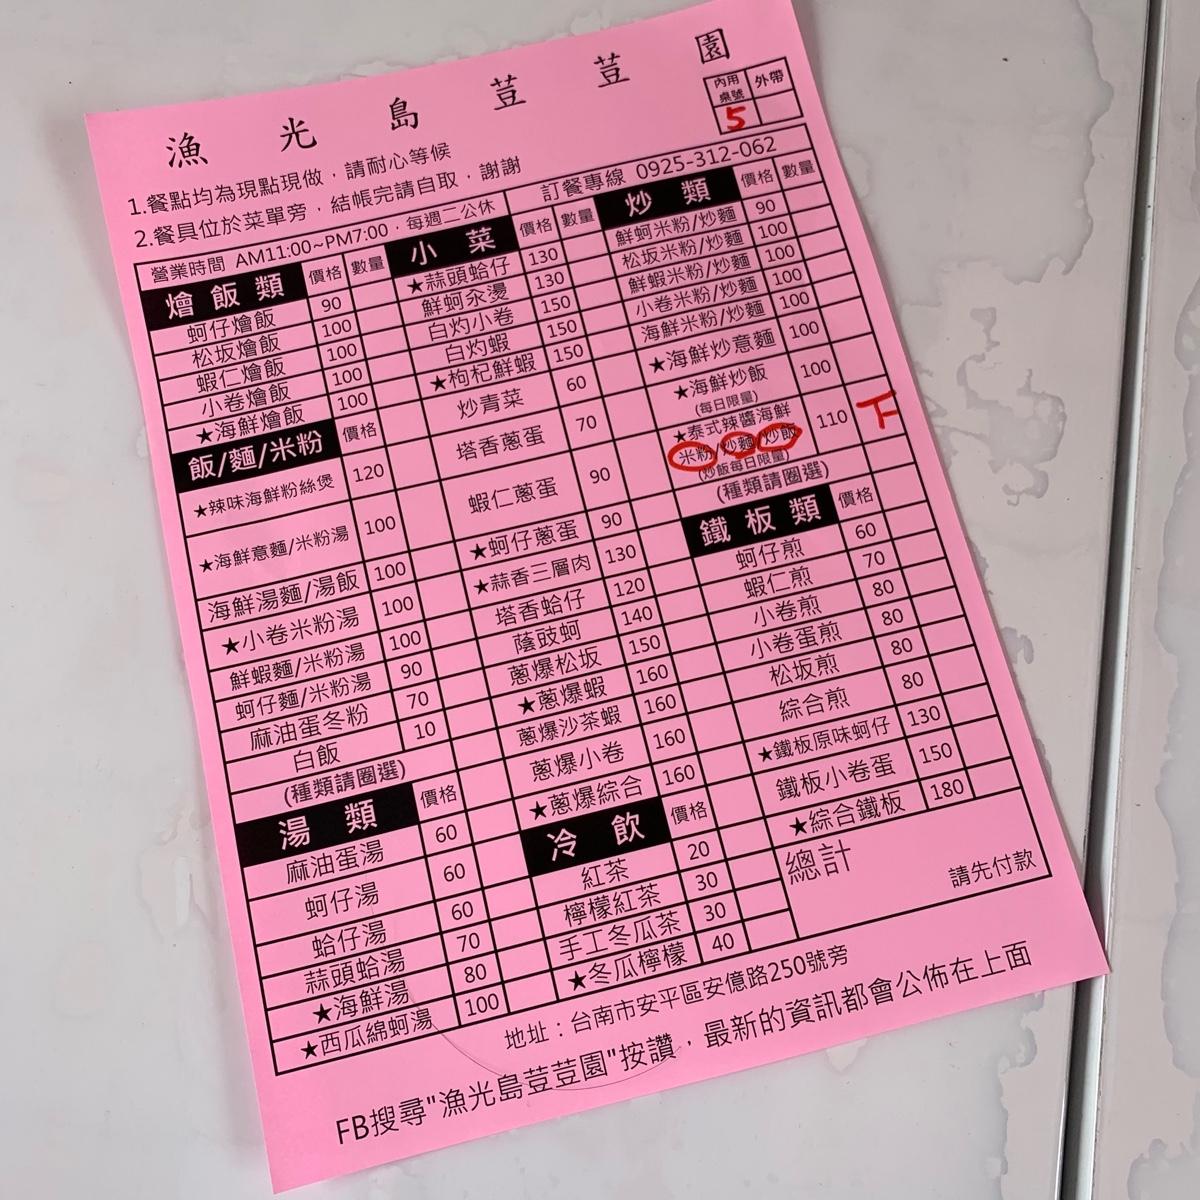 漁光島荳荳園
內用桌號 外帶
5
1.餐點均為現點現做，請耐心等候
2.餐具位於菜單旁，結帳完請自取，謝謝
營業時間 AM11:00~PM7:00，每週二公休
訂餐專線 0925-312-062
燴飯類 價格 數量
蚵仔燴飯 90
松坂燴飯 100
蝦仁燴飯 100
小卷燴飯 100
★海鮮燴飯 100
飯/麵/米粉 價格
★辣味海鮮粉絲煲 120
★海鮮意麵/米粉湯 100
海鮮湯麵/湯飯 100
★小卷米粉湯 100
鮮蝦麵/米粉湯 100
蚵仔麵/米粉湯 90
麻油蛋冬粉 70
白飯 10
(種類請圈選)
湯類 價格
麻油蛋湯 60
蚵仔湯 60
蛤仔湯 60
蒜頭蛤湯 70
★海鮮湯 80
★西瓜綿蚵湯 100
小菜 價格 數量
★蒜頭蛤仔 130
鮮蚵汆燙 130
白灼小卷 150
白灼蝦 150
★枸杞鮮蝦 150
炒青菜 60
塔香蔥蛋 70
蝦仁蔥蛋 90
★蚵仔蔥蛋 90
★蒜香三層肉 130
塔香蛤仔 120
蔭豉蚵 140
蔥爆松坂 150
★蔥爆蝦 160
蔥爆沙茶蝦 160
蔥爆小卷 160
★蔥爆綜合 160
冷飲 價格
紅茶 20
檸檬紅茶 30
手工冬瓜茶 30
★冬瓜檸檬 40
炒類 價格 數量
鮮蚵米粉/炒麵 90
松坂米粉/炒麵 100
鮮蝦米粉/炒麵 100
小卷米粉/炒麵 100
海鮮米粉/炒麵 100
★海鮮炒意麵 100
★海鮮炒飯 100
(每日限量)
★泰式辣醬海鮮
米粉/炒麵/炒飯 110 下
(炒飯每日限量)
(種類請圈選)
鐵板類 價格
蚵仔煎 60
蝦仁煎 70
小卷煎 80
小卷蛋煎 80
松坂煎 80
綜合煎 80
★鐵板原味蚵仔 130
鐵板小卷蛋 150
★綜合鐵板 180
總計
請先付款
地址：台南市安平區安億路250號旁
FB搜尋"漁光島荳荳園"按讚，最新的資訊都會公佈在上面